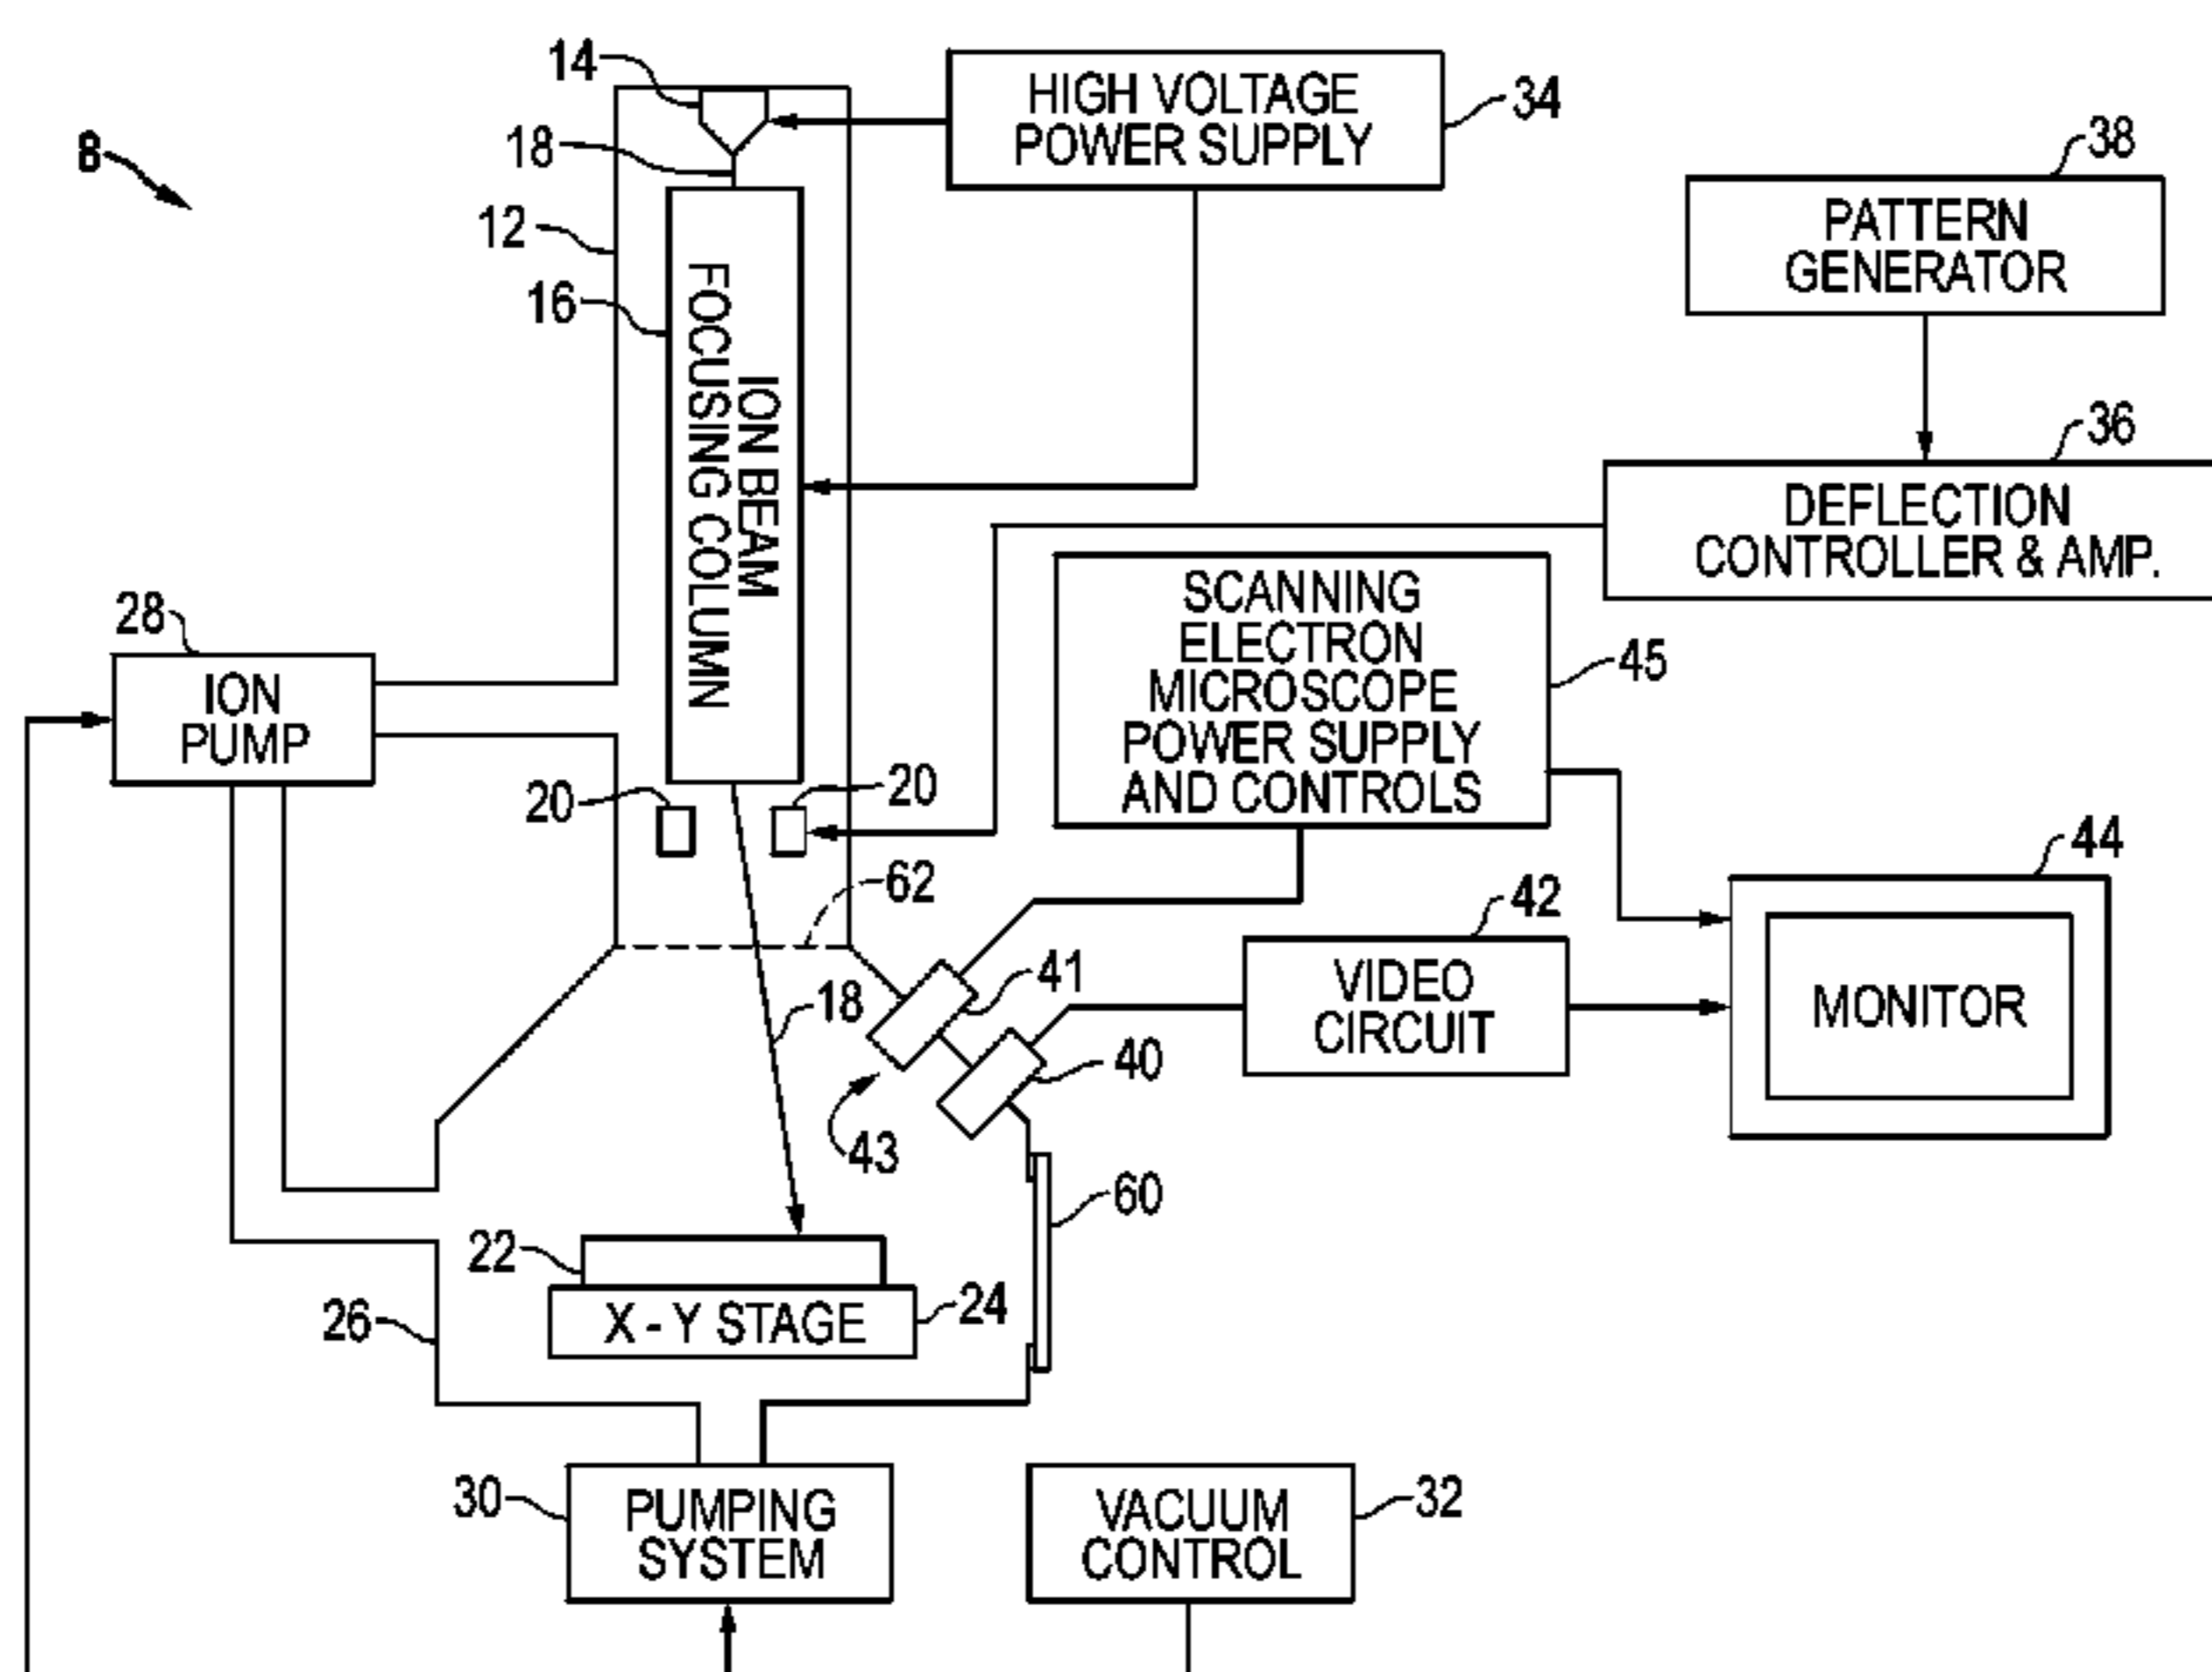 14
HIGH VOLTAGE
POWER SUPPLY
34
8
18
38
PATTERN
GENERATOR
12
16
ION BEAM
FOCUSING COLUMN
36
DEFLECTION
CONTROLLER & AMP.
28
ION
PUMP
SCANNING
ELECTRON
MICROSCOPE
POWER SUPPLY
AND CONTROLS
45
20
20
62
44
42
41
VIDEO
CIRCUIT
MONITOR
18
40
43
60
22
26
X - Y STAGE
24
30
PUMPING
SYSTEM
VACUUM
CONTROL
32